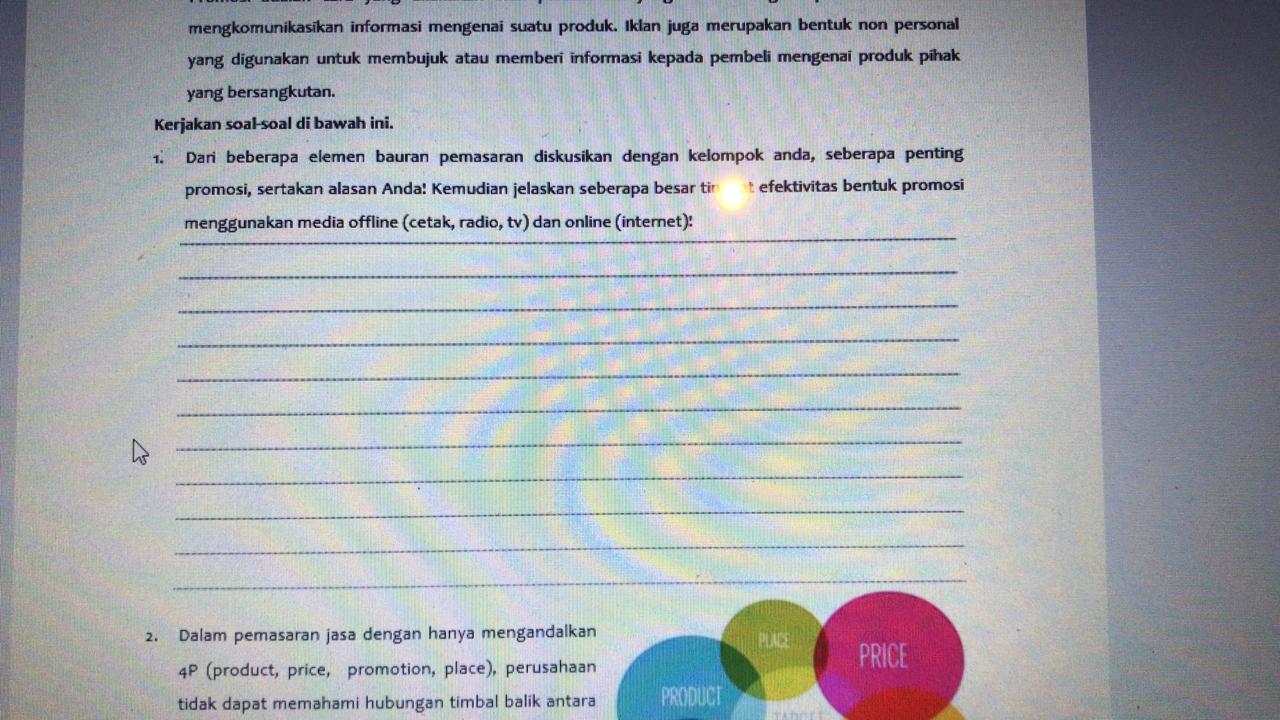 mengkomunikasikan informasi mengenai suatu produk. Iklan juga merupakan bentuk non personal
yang digunakan untuk membujuk atau memberi informasi kepada pembeli mengenai produk pihak
yang bersangkutan.
Kerjakan soal-soal di bawah ini.
1. Dari beberapa elemen bauran pemasaran diskusikan dengan kelompok anda, seberapa penting
promosi, sertakan alasan Anda! Kemudian jelaskan seberapa besar efektivitas bentuk promosi
menggunakan media offline (cetak, radio, tv) dan online (internet)!
2. Dalam pemasaran jasa dengan hanya mengandalkan
4P (product, price, promotion, place), perusahaan
tidak dapat memahami hubungan timbal balik antara
PLACE
PRICE
PRODUCT
TARGET